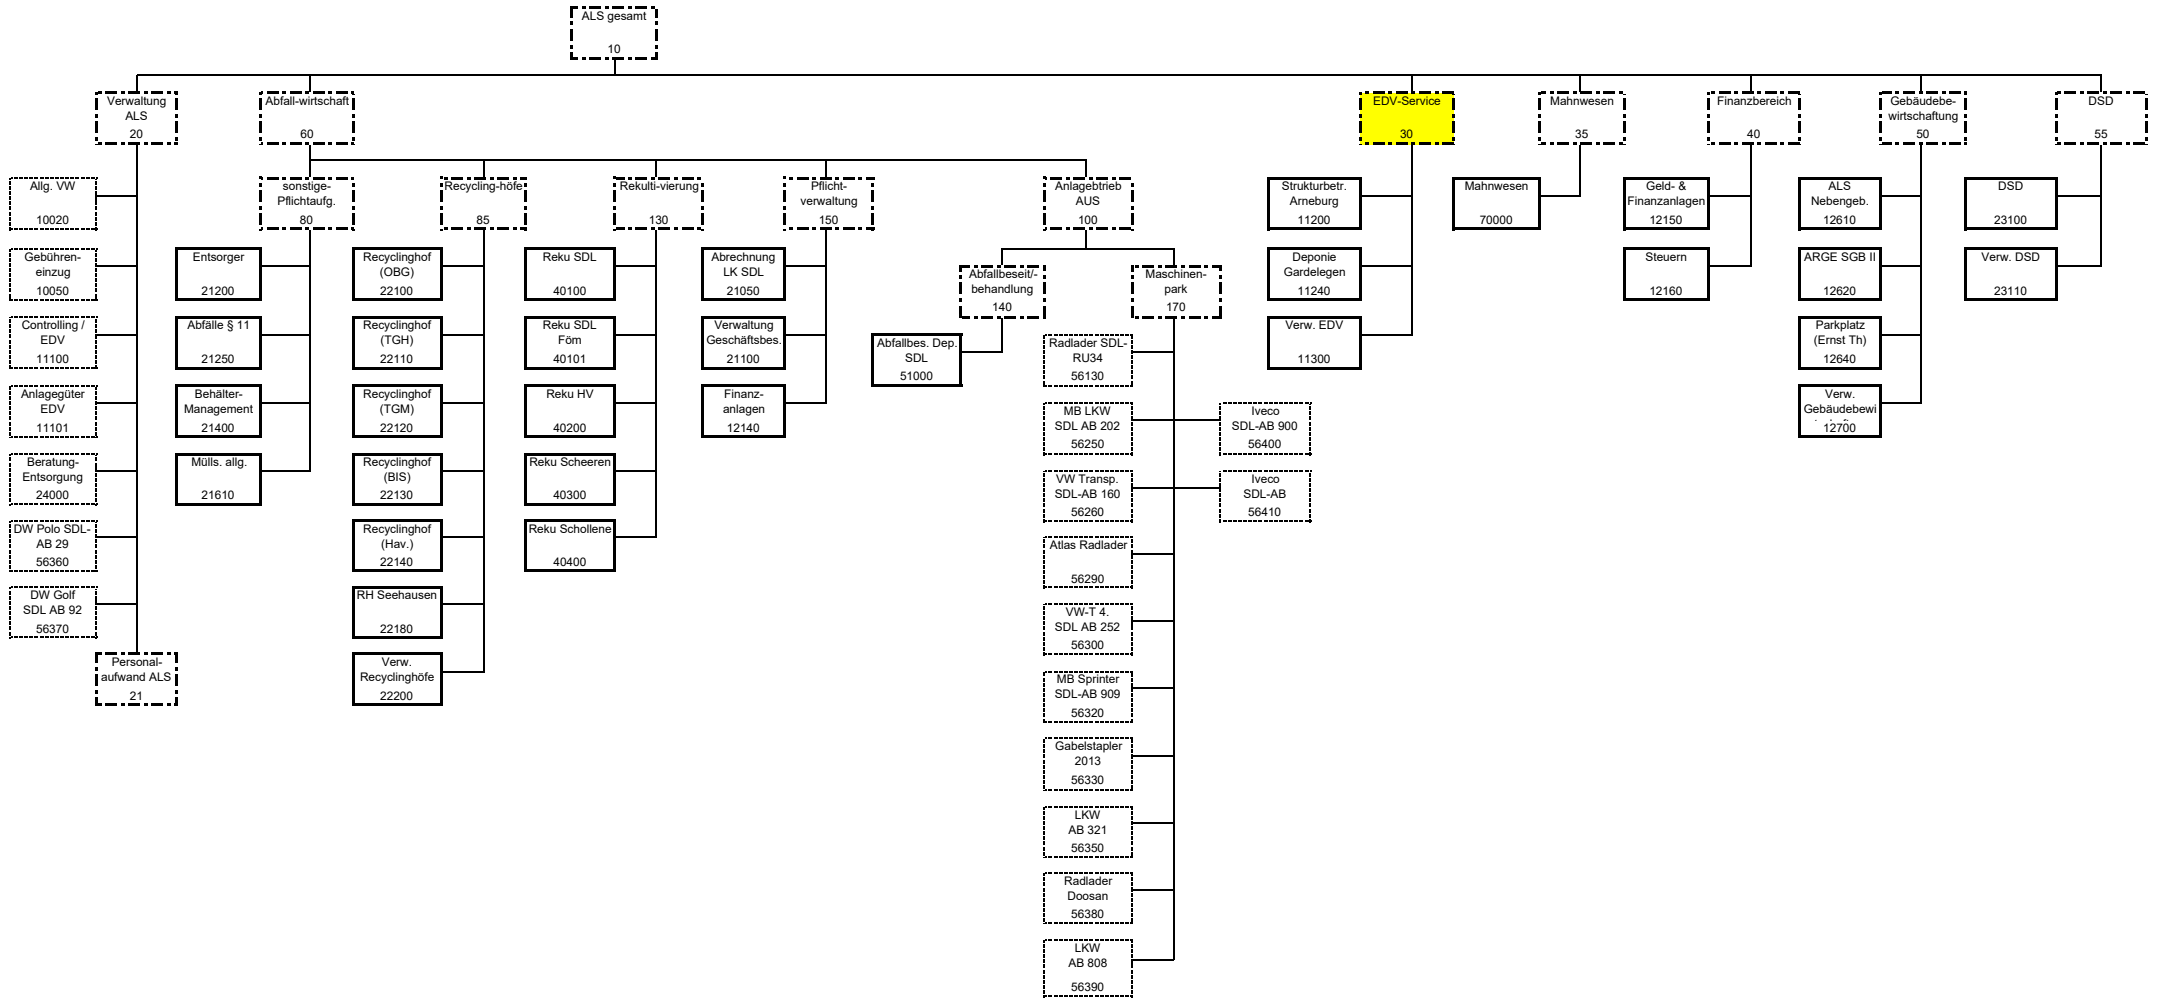 ALS gesamt
10
Verwaltung
ALS
20
Abfall-wirtschaft
60
EDV-Service
30
Mahnwesen
35
Finanzbereich
40
Gebäudebe-
wirtschaftung
50
DSD
55
Allg. VW
10020
Gebühren-
einzug
10050
Controlling /
EDV
11100
Anlagegüter
EDV
11101
Beratung-
Entsorgung
24000
DW Polo SDL-
AB 29
56360
DW Golf
SDL AB 92
56370
Personal-
aufwand ALS
21
sonstige-
Pflichtaufg.
80
Entsorger
21200
Abfälle § 11
21250
Behälter-
Management
21400
Mülls. allg.
21610
Recycling-höfe
85
Recyclinghof
(OBG)
22100
Recyclinghof
(TGH)
22110
Recyclinghof
(TGM)
22120
Recyclinghof
(BIS)
22130
Recyclinghof
(Hav.)
22140
RH Seehausen
22180
Verw.
Recyclinghöfe
22200
Rekulti-vierung
130
Reku SDL
40100
Reku SDL
Föm
40101
Reku HV
40200
Reku Scheeren
40300
Reku Schollene
40400
Pflicht-
verwaltung
150
Abrechnung
LK SDL
21050
Verwaltung
Geschäftsbes.
21100
Finanz-
anlagen
12140
Anlagebtrieb
AUS
100
Abfallbeseit/-
behandlung
140
Abfallbes. Dep.
SDL
51000
Maschinen-
park
170
Radlader SDL-
RU34
56130
MB LKW
SDL AB 202
56250
Iveco
SDL-AB 900
56400
VW Transp.
SDL-AB 160
56260
Iveco
SDL-AB
56410
Atlas Radlader
56290
VW-T 4.
SDL AB 252
56300
MB Sprinter
SDL-AB 909
56320
Gabelstapler
2013
56330
LKW
AB 321
56350
Radlader
Doosan
56380
LKW
AB 808
56390
Strukturbetr.
Arneburg
11200
Deponie
Gardelegen
11240
Verw. EDV
11300
Mahnwesen
70000
Geld- &
Finanzanlagen
12150
Steuern
12160
ALS
Nebengeb.
12610
ARGE SGB II
12620
Parkplatz
(Ernst Th)
12640
Verw.
Gebäudebewi
12700
DSD
23100
Verw. DSD
23110